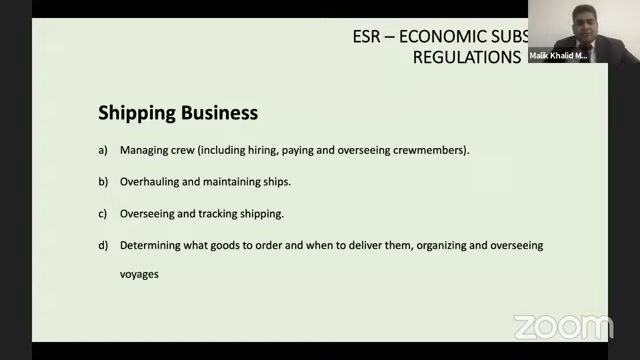 ESR – ECONOMIC SUBS
REGULATIONS
Malik Khalid M...
Shipping Business
a) Managing crew (including hiring, paying and overseeing crewmembers).
b) Overhauling and maintaining ships.
c) Overseeing and tracking shipping.
d) Determining what goods to order and when to deliver them, organizing and overseeing
voyages
zoom